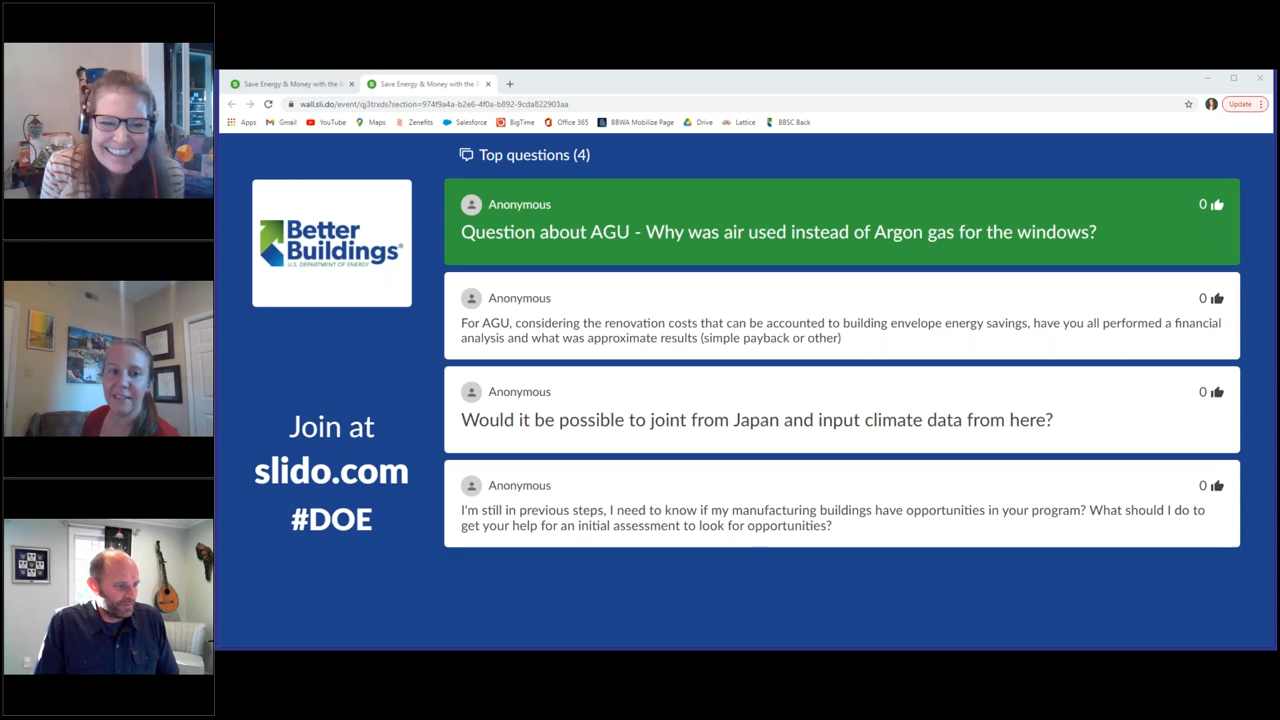 Save Energy & Money with the
Save Energy & Money with the
wall.sli.do/event/qj3trxds?section=974f9a4a-b2e6-4f0a-b892-9cda822903aa
Update
Apps
Gmail
YouTube
Maps
Zenefits
Salesforce
BigTime
Office 365
BBWA Mobilize Page
Drive
Lattice
BBSC Back
Top questions (4)
Better
Buildings®
U.S. DEPARTMENT OF ENERGY
Join at
slido.com
#DOE
Anonymous
0
Question about AGU - Why was air used instead of Argon gas for the windows?
Anonymous
0
For AGU, considering the renovation costs that can be accounted to building envelope energy savings, have you all performed a financial
analysis and what was approximate results (simple payback or other)
Anonymous
0
Would it be possible to joint from Japan and input climate data from here?
Anonymous
0
I'm still in previous steps, I need to know if my manufacturing buildings have opportunities in your program? What should I do to
get your help for an initial assessment to look for opportunities?